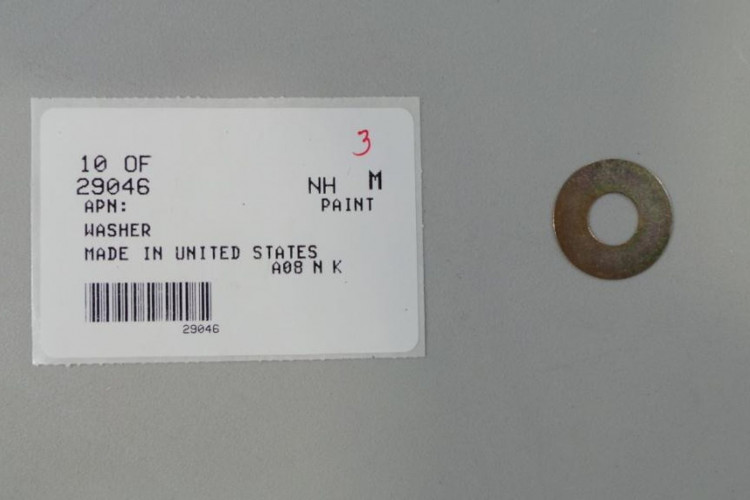 3
10 OF
29046 NH M
APN: PAINT
WASHER
MADE IN UNITED STATES
A08 N K
29046